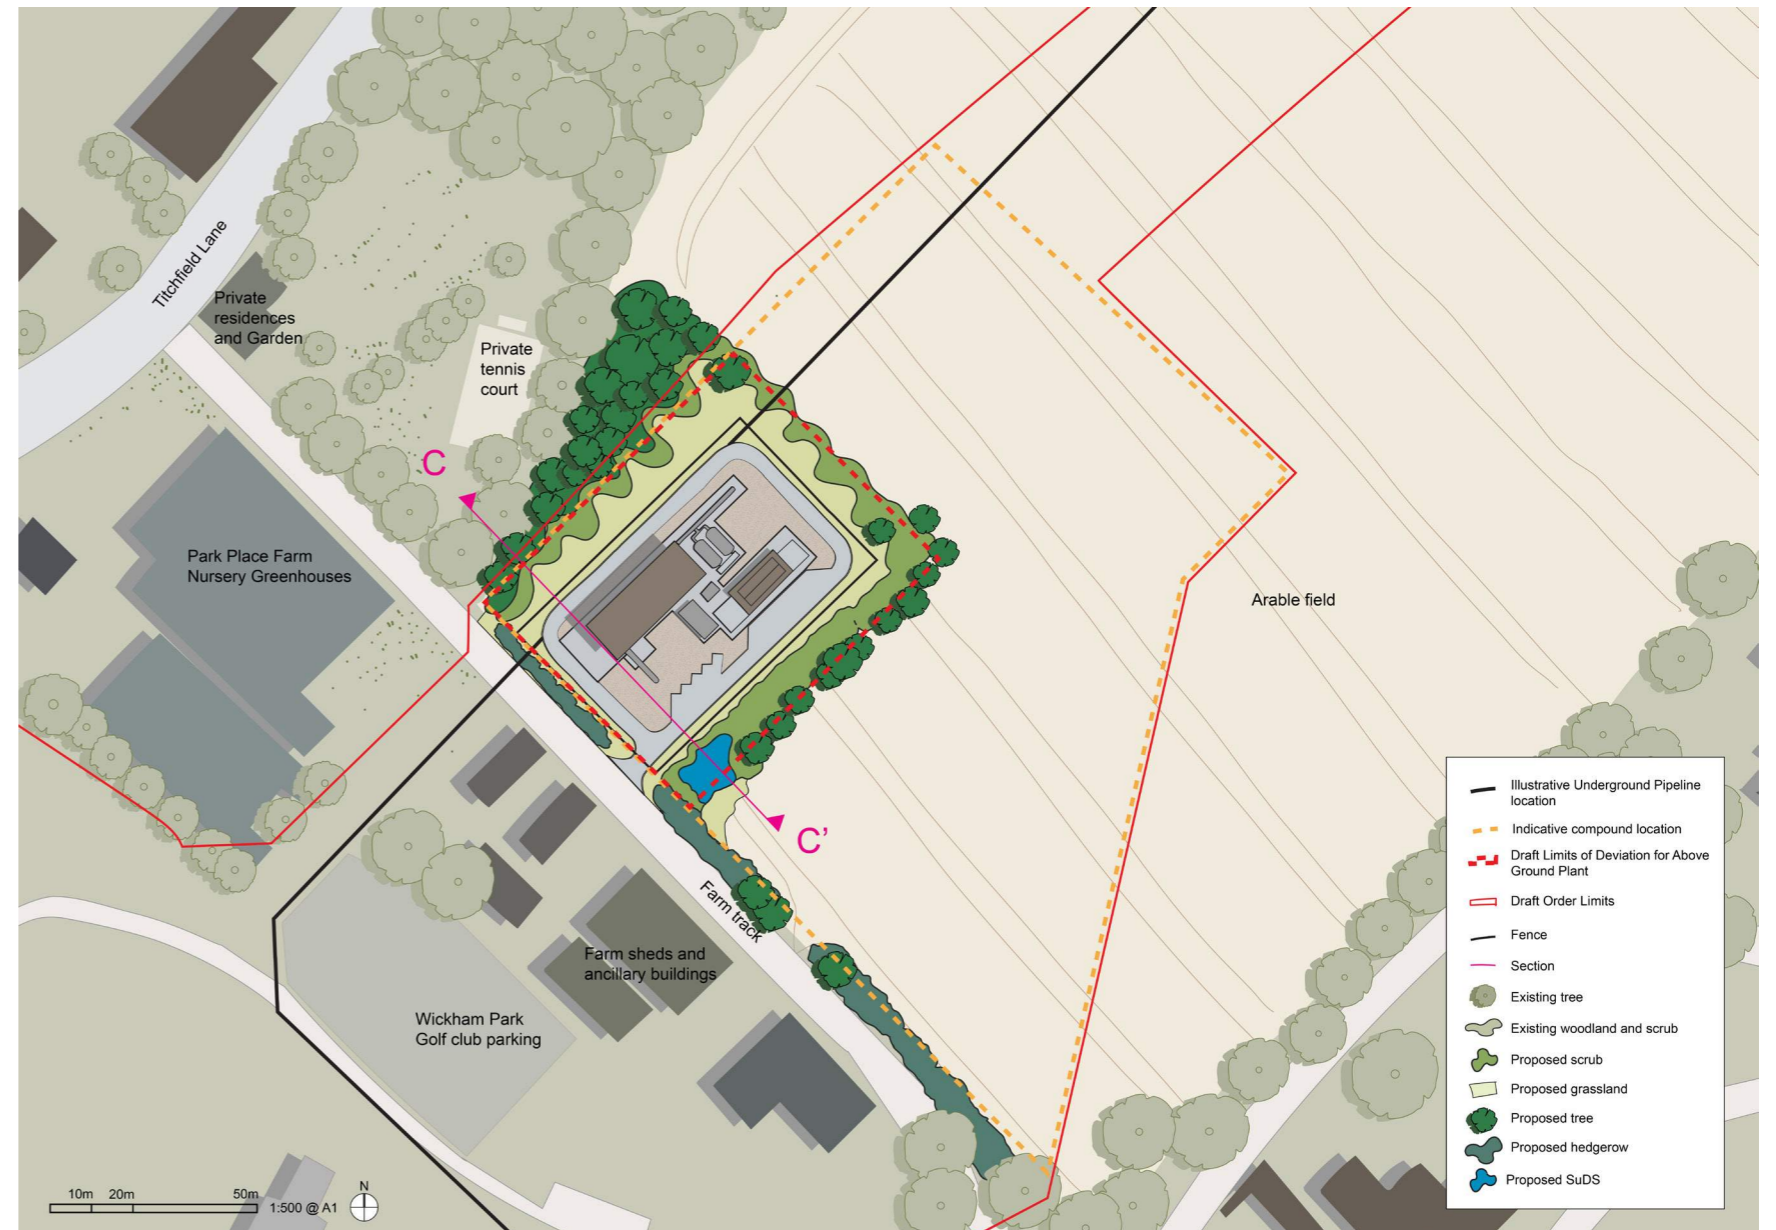 Titchfield Lane
Private
residences
and Garden
Private
tennis
court
C
Park Place Farm
Nursery Greenhouses
Arable field
C’
Farm track
Farm sheds and
ancillary buildings
Wickham Park
Golf club parking
Illustrative Underground Pipeline
location
Indicative compound location
Draft Limits of Deviation for Above
Ground Plant
Draft Order Limits
Fence
Section
Existing tree
Existing woodland and scrub
Proposed scrub
Proposed grassland
Proposed tree
Proposed hedgerow
Proposed SuDS
10m 20m 50m
1:500 @ A1
N